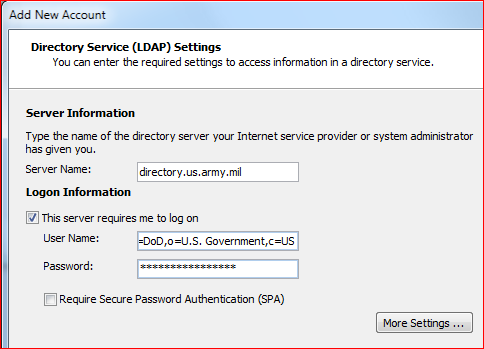 Add New Account
Directory Service (LDAP) Settings
You can enter the required settings to access information in a directory service.
Server Information
Type the name of the directory server your Internet service provider or system administrator
has given you.
Server Name: directory.us.army.mil
Logon Information
This server requires me to log on
User Name: =DoD,o=U.S. Government,c=US
Password: ****************
Require Secure Password Authentication (SPA)
More Settings ...